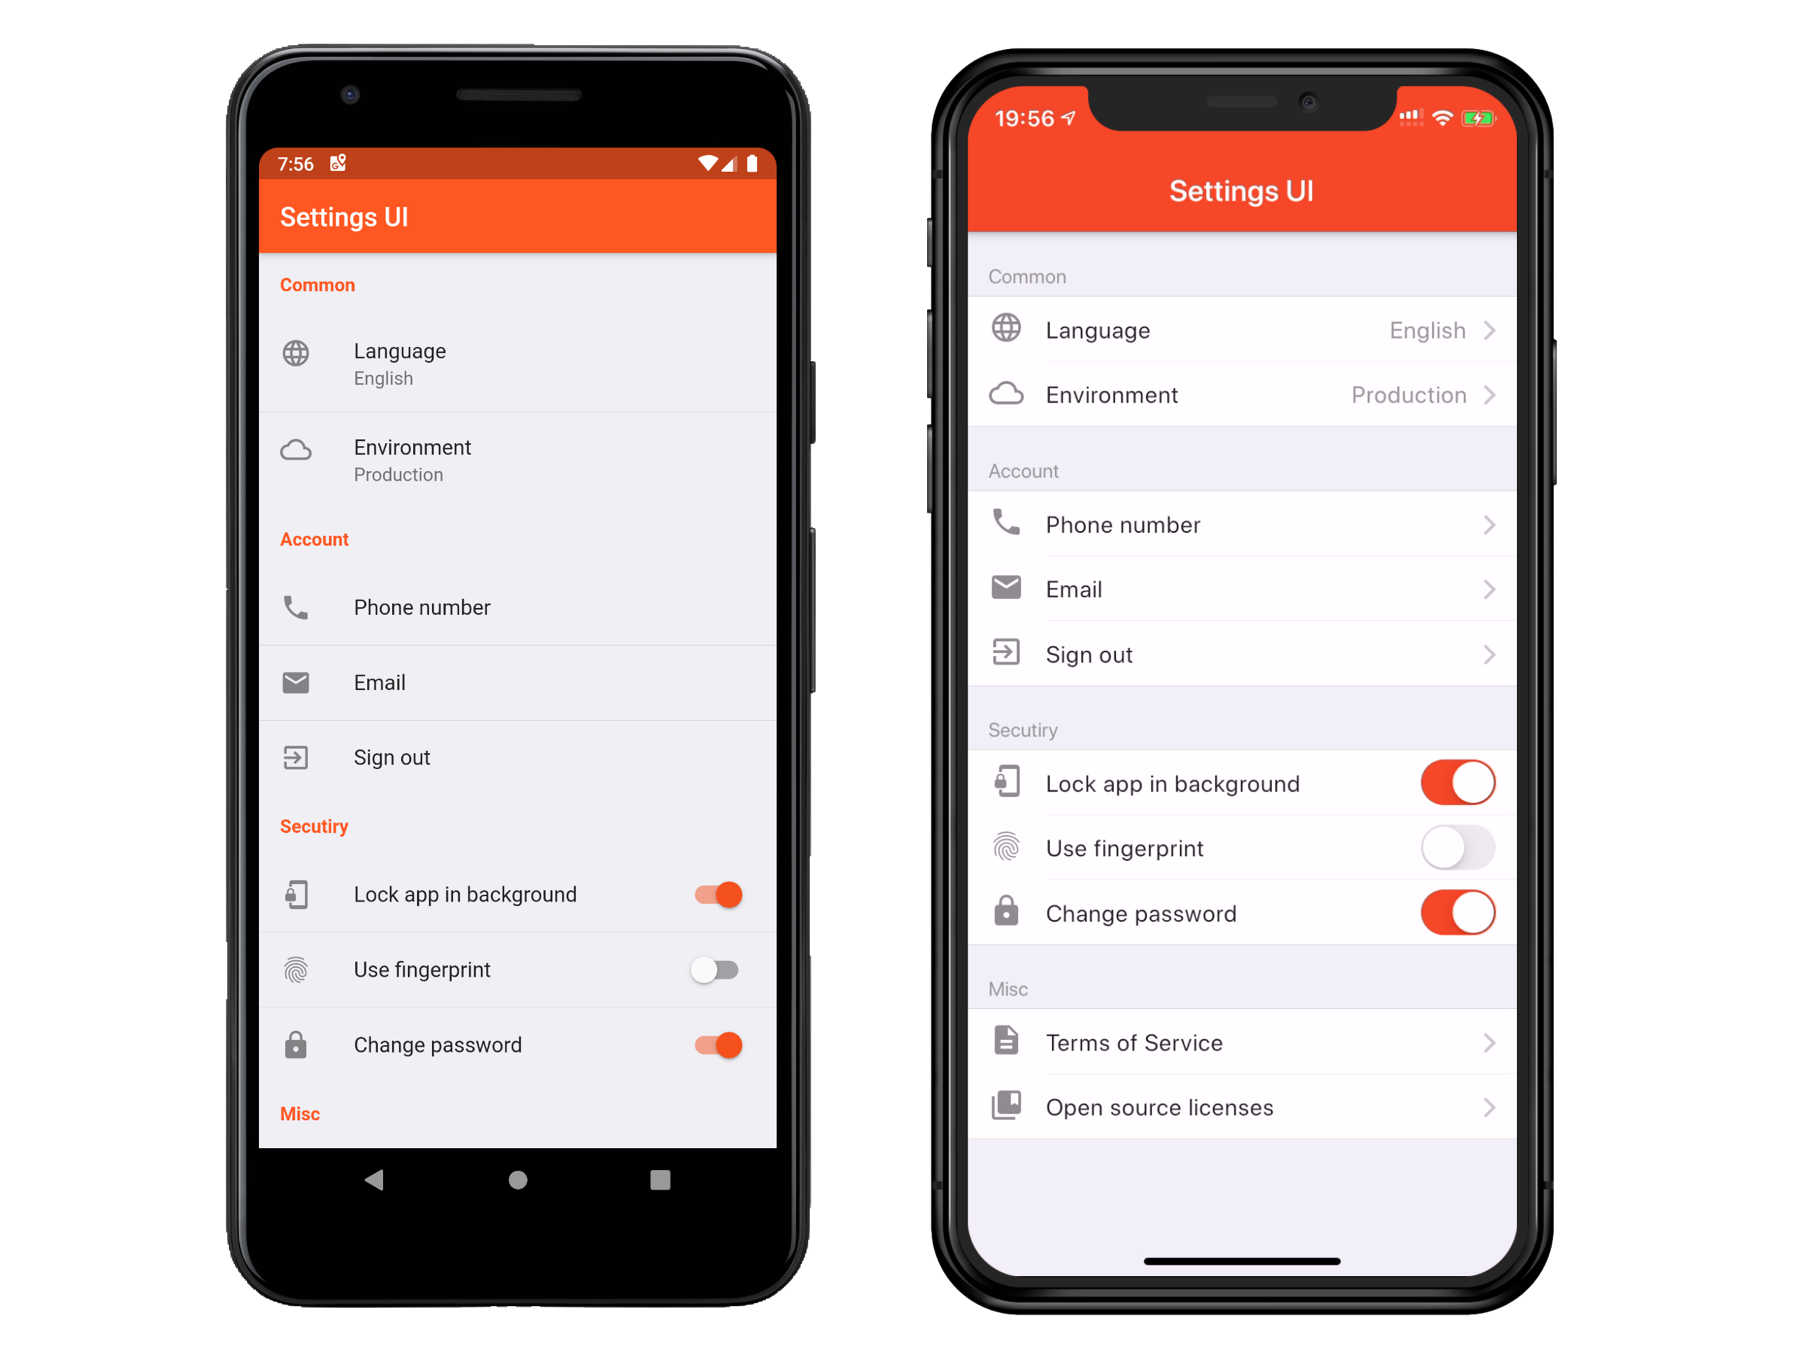 7:56
Settings UI
Common
Language
English
Environment
Production
Account
Phone number
Email
Sign out
Secutiry
Lock app in background
Use fingerprint
Change password
Misc
19:56
Settings UI
Common
Language English
Environment Production
Account
Phone number
Email
Sign out
Secutiry
Lock app in background
Use fingerprint
Change password
Misc
Terms of Service
Open source licenses